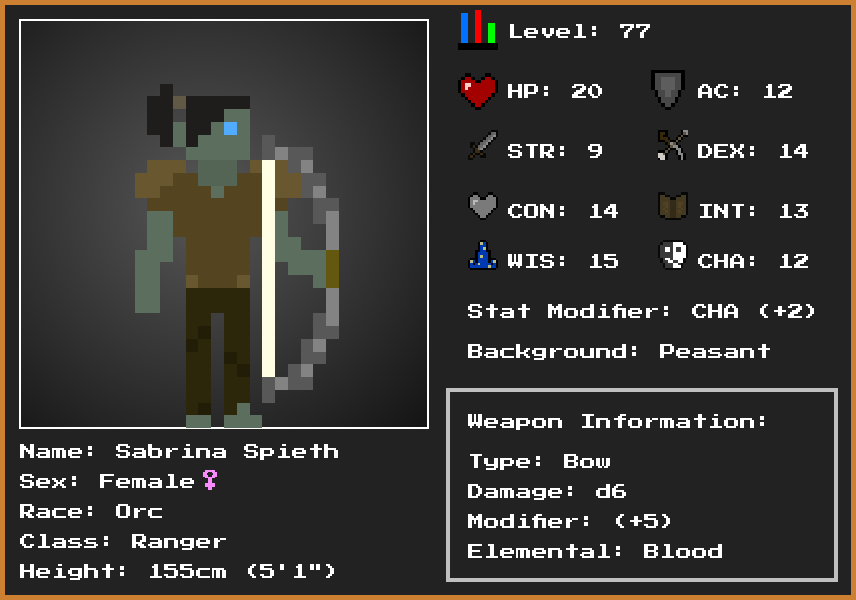 Level: 77
HP: 20
AC: 12
STR: 9
DEX: 14
CON: 14
INT: 13
WIS: 15
CHA: 12
Stat Modifier: CHA (+2)
Background: Peasant
Weapon Information:
Type: Bow
Damage: d6
Modifier: (+5)
Elemental: Blood
Name: Sabrina Spieth
Sex: Female♀
Race: Orc
Class: Ranger
Height: 155cm (5'1")